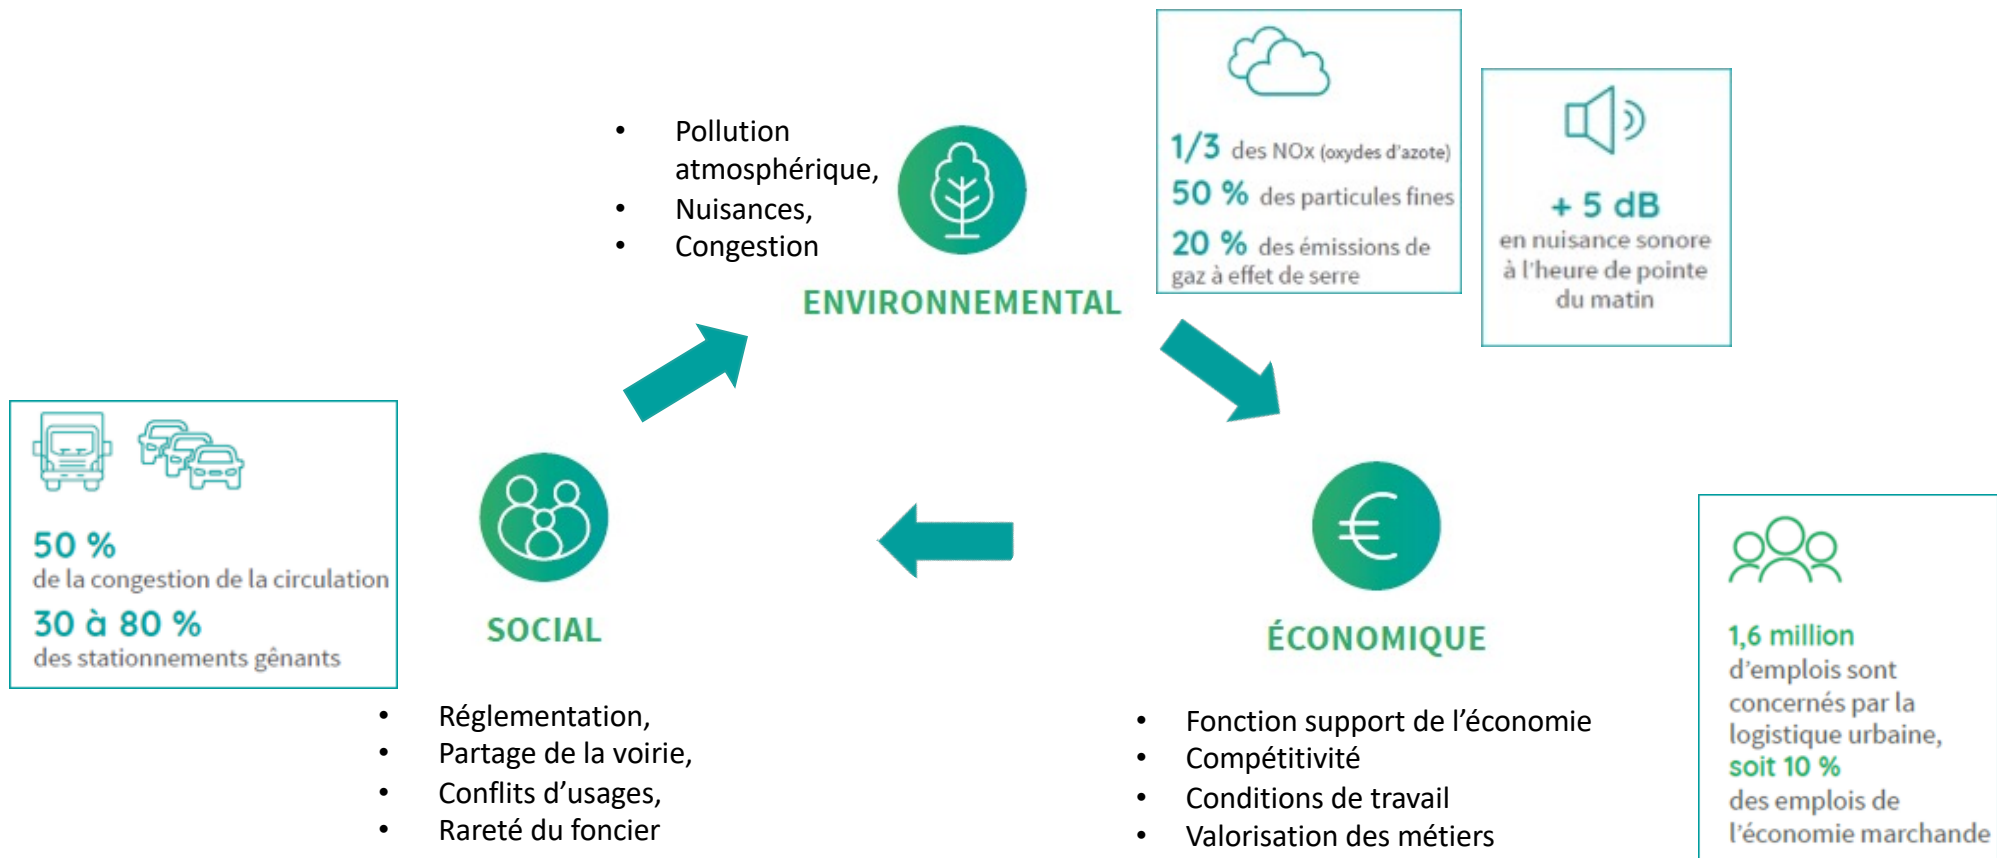 • Pollution
atmosphérique,
• Nuisances,
• Congestion
ENVIRONNEMENTAL
1/3 des NOx (oxydes d’azote)
50 % des particules fines
20 % des émissions de
gaz à effet de serre
+ 5 dB
en nuisance sonore
à l’heure de pointe
du matin
50 %
de la congestion de la circulation
30 à 80 %
des stationnements gênants
SOCIAL
• Réglementation,
• Partage de la voirie,
• Conflits d’usages,
• Rareté du foncier
€
ÉCONOMIQUE
• Fonction support de l’économie
• Compétitivité
• Conditions de travail
• Valorisation des métiers
1,6 million
d’emplois sont
concernés par la
logistique urbaine,
soit 10 %
des emplois de
l’économie marchande